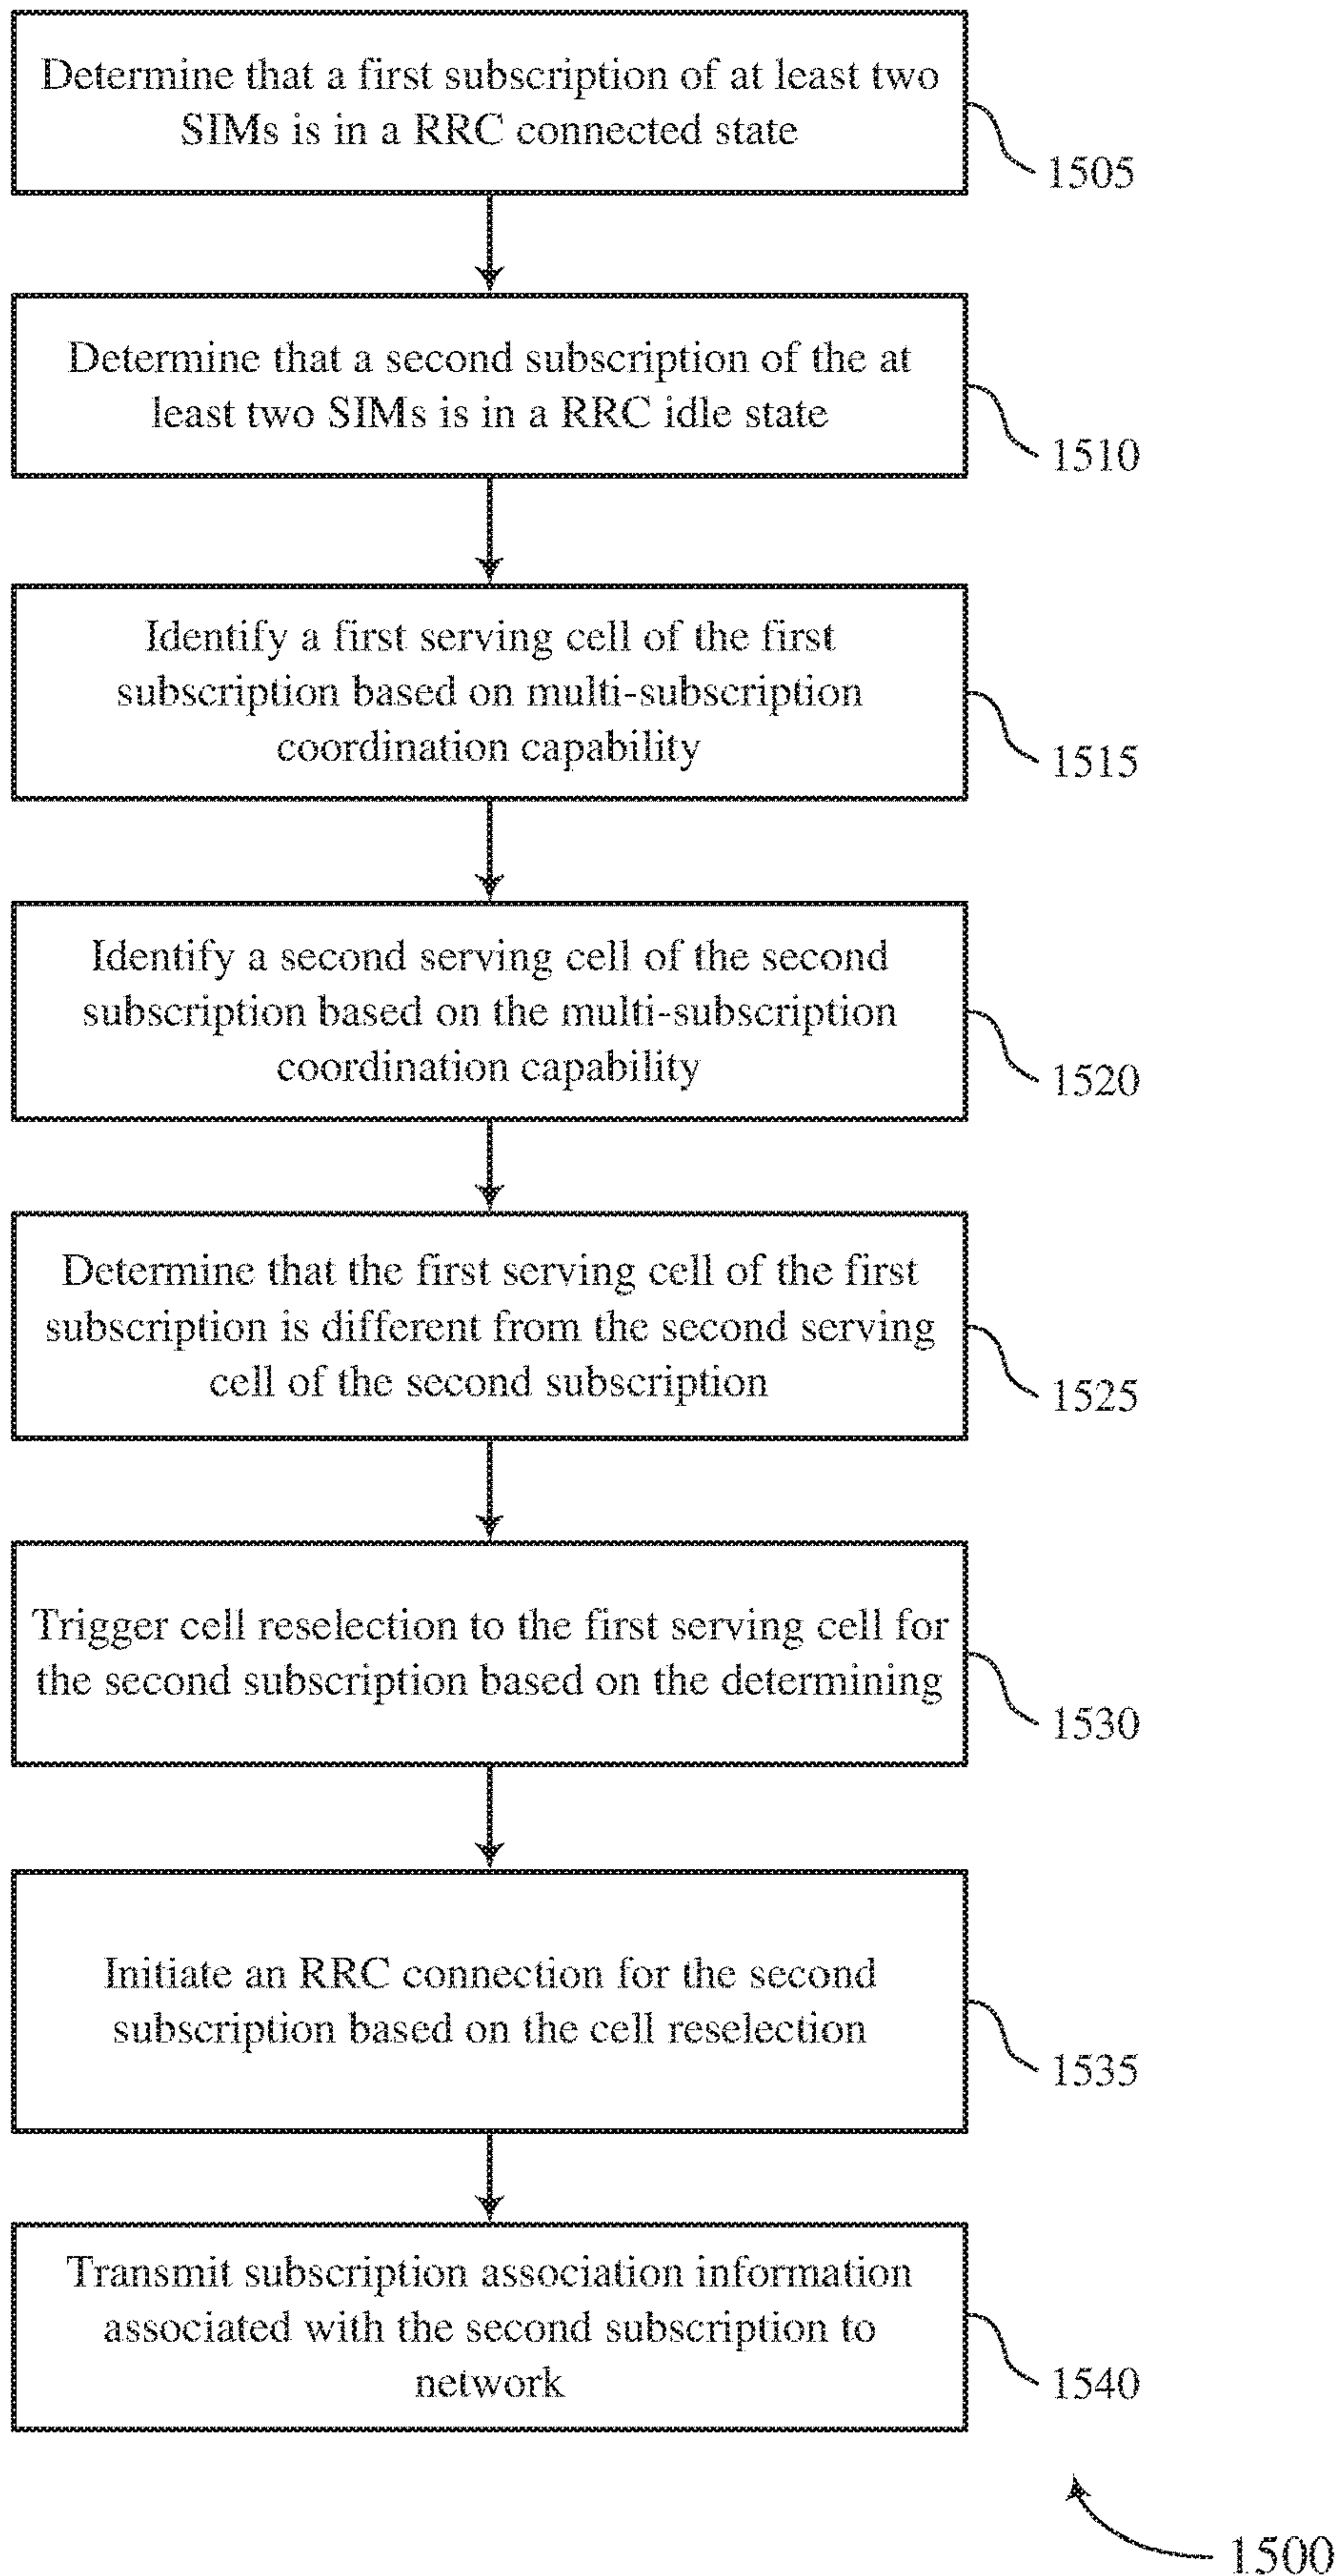 Determine that a first subscription of at least two
SIMs is in a RRC connected state
1505
Determine that a second subscription of the at
least two SIMs is in a RRC idle state
1510
Identify a first serving cell of the first
subscription based on multi-subscription
coordination capability
1515
Identify a second serving cell of the second
subscription based on the multi-subscription
coordination capability
1520
Determine that the first serving cell of the first
subscription is different from the second serving
cell of the second subscription
1525
Trigger cell reselection to the first serving cell for
the second subscription based on the determining
1530
Initiate an RRC connection for the second
subscription based on the cell reselection
1535
Transmit subscription association information
associated with the second subscription to
network
1540
1500